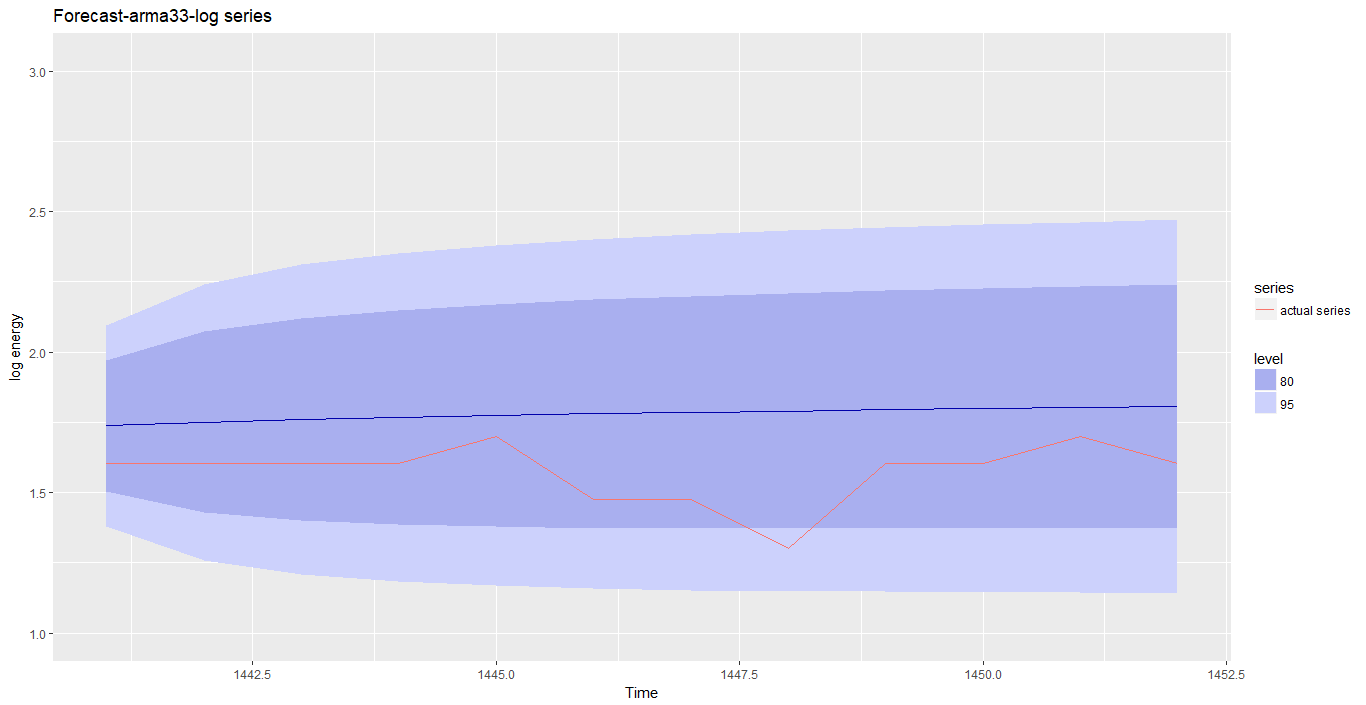 Forecast-arma33-log series
3.0
2.5
2.0
1.5
1.0
log energy
1442.5
1445.0
1447.5
1450.0
1452.5
Time
series
actual series
level
80
95